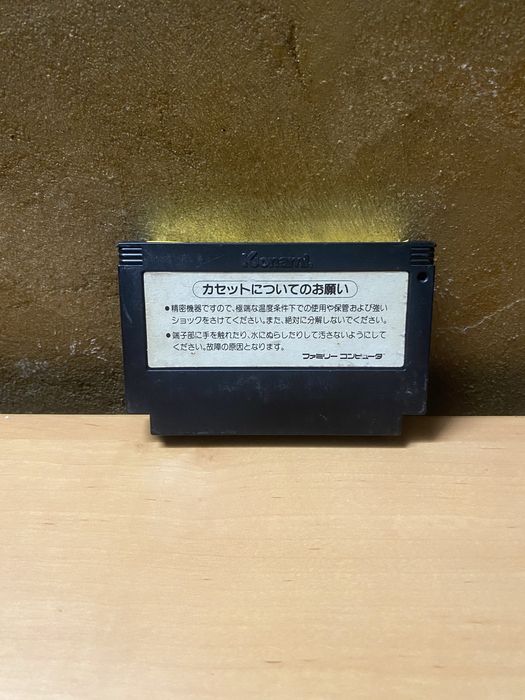 Konami
カセットについてのお願い
●精密機器ですので、極端な温度条件下での使用や保管および強い
ショックをさけてください。また、絶対に分解しないでください。
●端子部に手を触れたり、水にぬらしたりして汚さないようにして
ください。故障の原因となります。
ファミリーコンピュータ